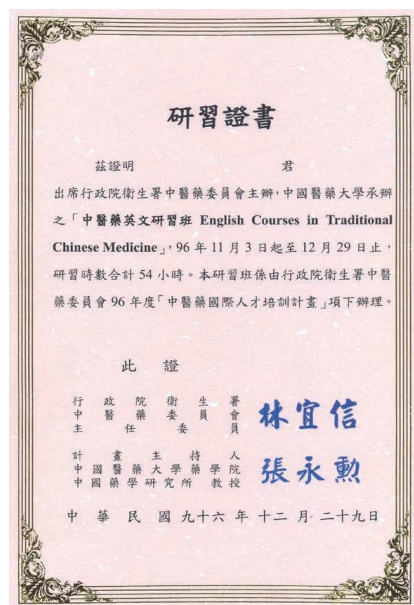 研習證書
茲證明 君
出席行政院衛生署中醫藥委員會主辦,中國醫藥大學承辦
之「中醫藥英文研習班 English Courses in Traditional
Chinese Medicine」,96 年 11 月 3 日起至 12 月 29 日止,
研習時數合計 54 小時。本研習班係由行政院衛生署中醫
藥委員會 96 年度「中醫藥國際人才培訓計畫」項下辦理。
此證
行政院衛生署
中醫藥委員會
主任委員
林宜信
計畫主持人
中國醫藥大學藥學院
中國藥學研究所 教授
張永勳
中華民國九十六年十二月二十九日